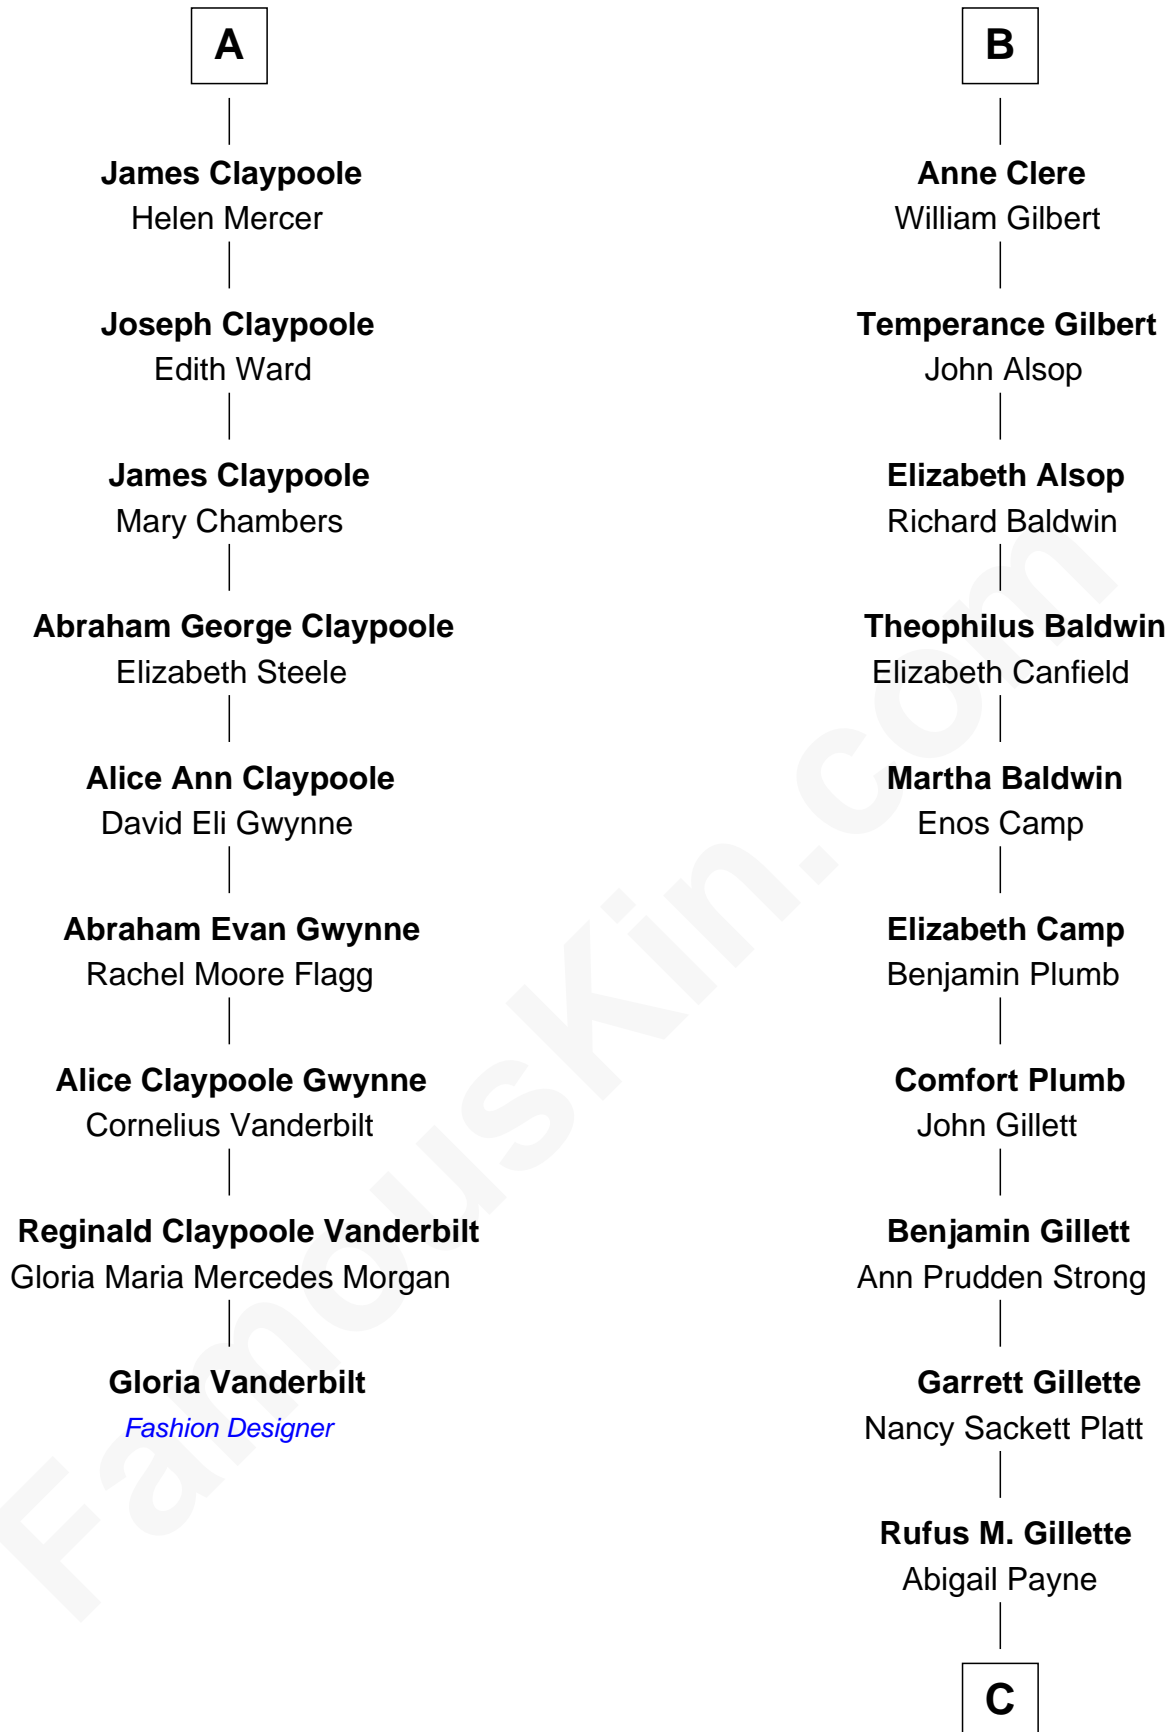 A
James Claypoole
Helen Mercer
Joseph Claypoole
Edith Ward
James Claypoole
Mary Chambers
Abraham George Claypoole
Elizabeth Steele
Alice Ann Claypoole
David Eli Gwynne
Abraham Evan Gwynne
Rachel Moore Flagg
Alice Claypoole Gwynne
Cornelius Vanderbilt
Reginald Claypoole Vanderbilt
Gloria Maria Mercedes Morgan
Gloria Vanderbilt
Fashion Designer
B
Anne Clere
William Gilbert
Temperance Gilbert
John Alsop
Elizabeth Alsop
Richard Baldwin
Theophilus Baldwin
Elizabeth Canfield
Martha Baldwin
Enos Camp
Elizabeth Camp
Benjamin Plumb
Comfort Plumb
John Gillett
Benjamin Gillett
Ann Prudden Strong
Garrett Gillette
Nancy Sackett Platt
Rufus M. Gillette
Abigail Payne
C
FamousKin.com